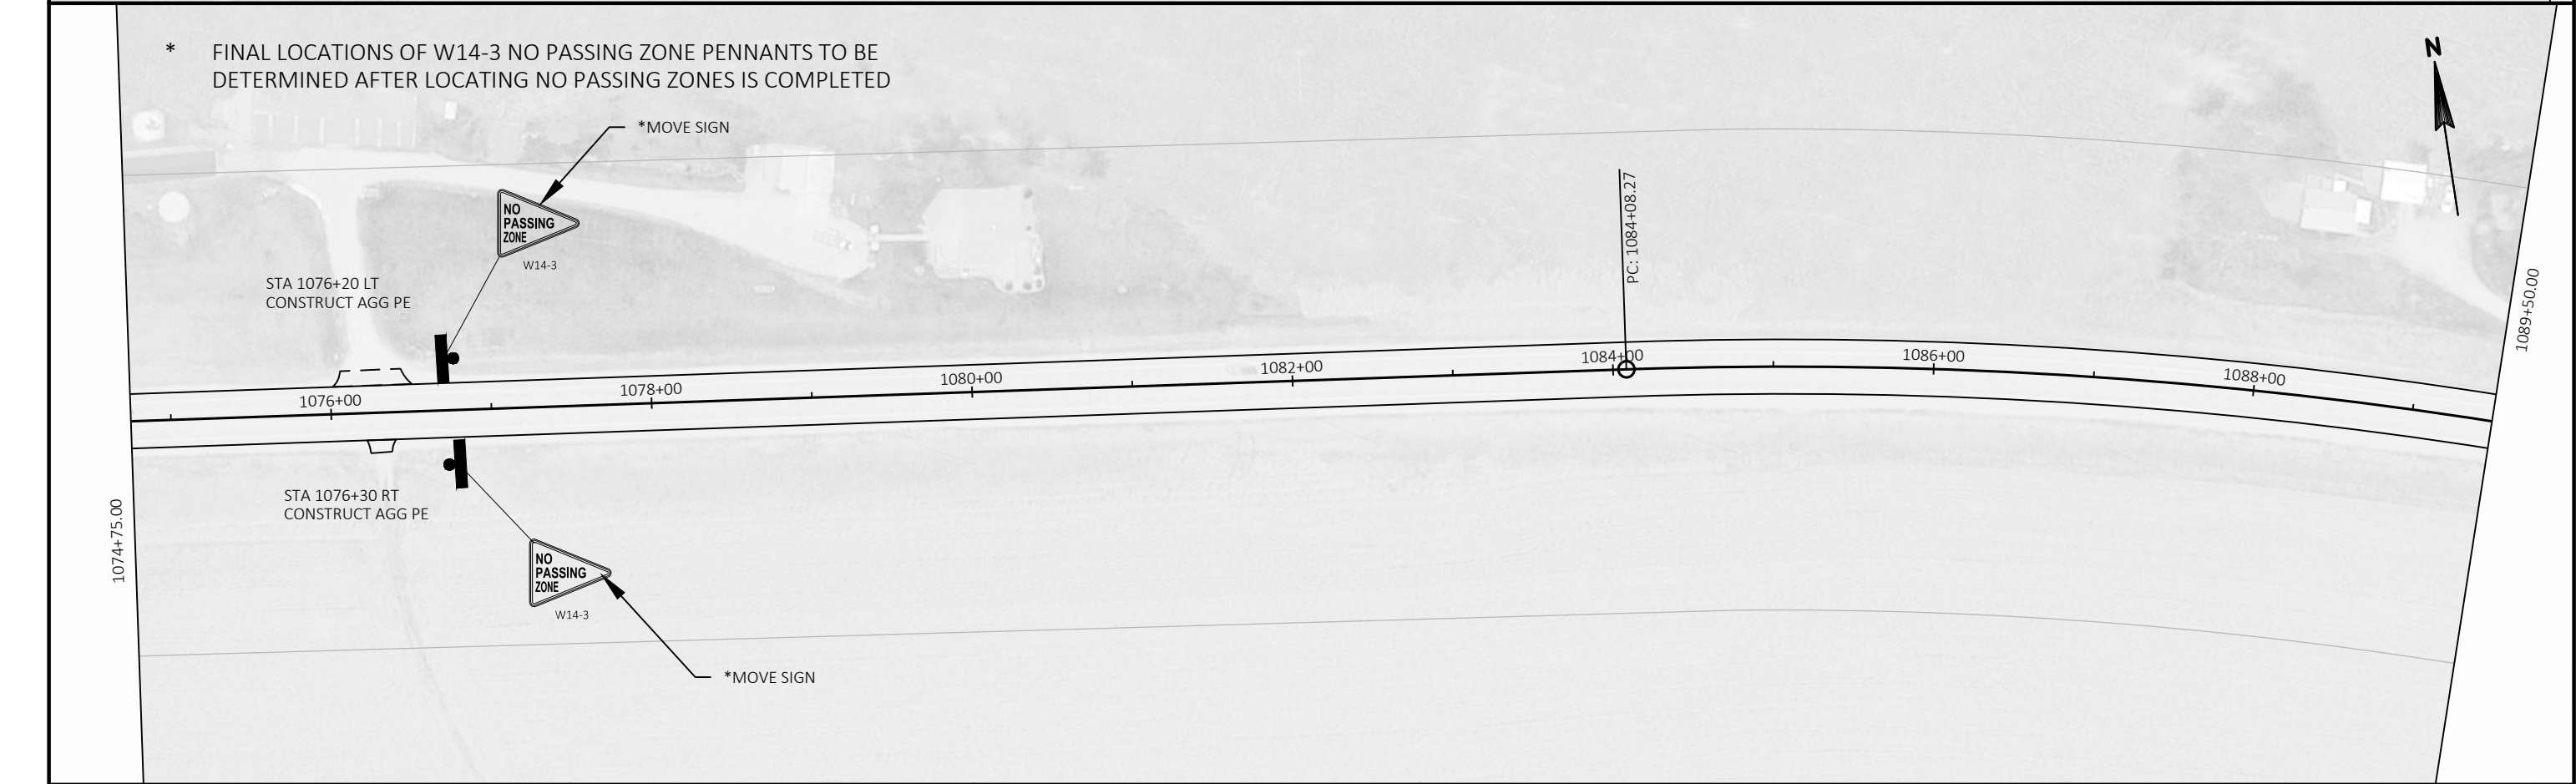 * FINAL LOCATIONS OF W14-3 NO PASSING ZONE PENNANTS TO BE
DETERMINED AFTER LOCATING NO PASSING ZONES IS COMPLETED
N
*MOVE SIGN
NO
PASSING
ZONE
W14-3
STA 1076+20 LT
CONSTRUCT AGG PE
PC: 1084+08.27
1089+50.00
1076+00
1078+00
1080+00
1082+00
1084+00
1086+00
1088+00
STA 1076+30 RT
CONSTRUCT AGG PE
1074+75.00
NO
PASSING
ZONE
W14-3
*MOVE SIGN